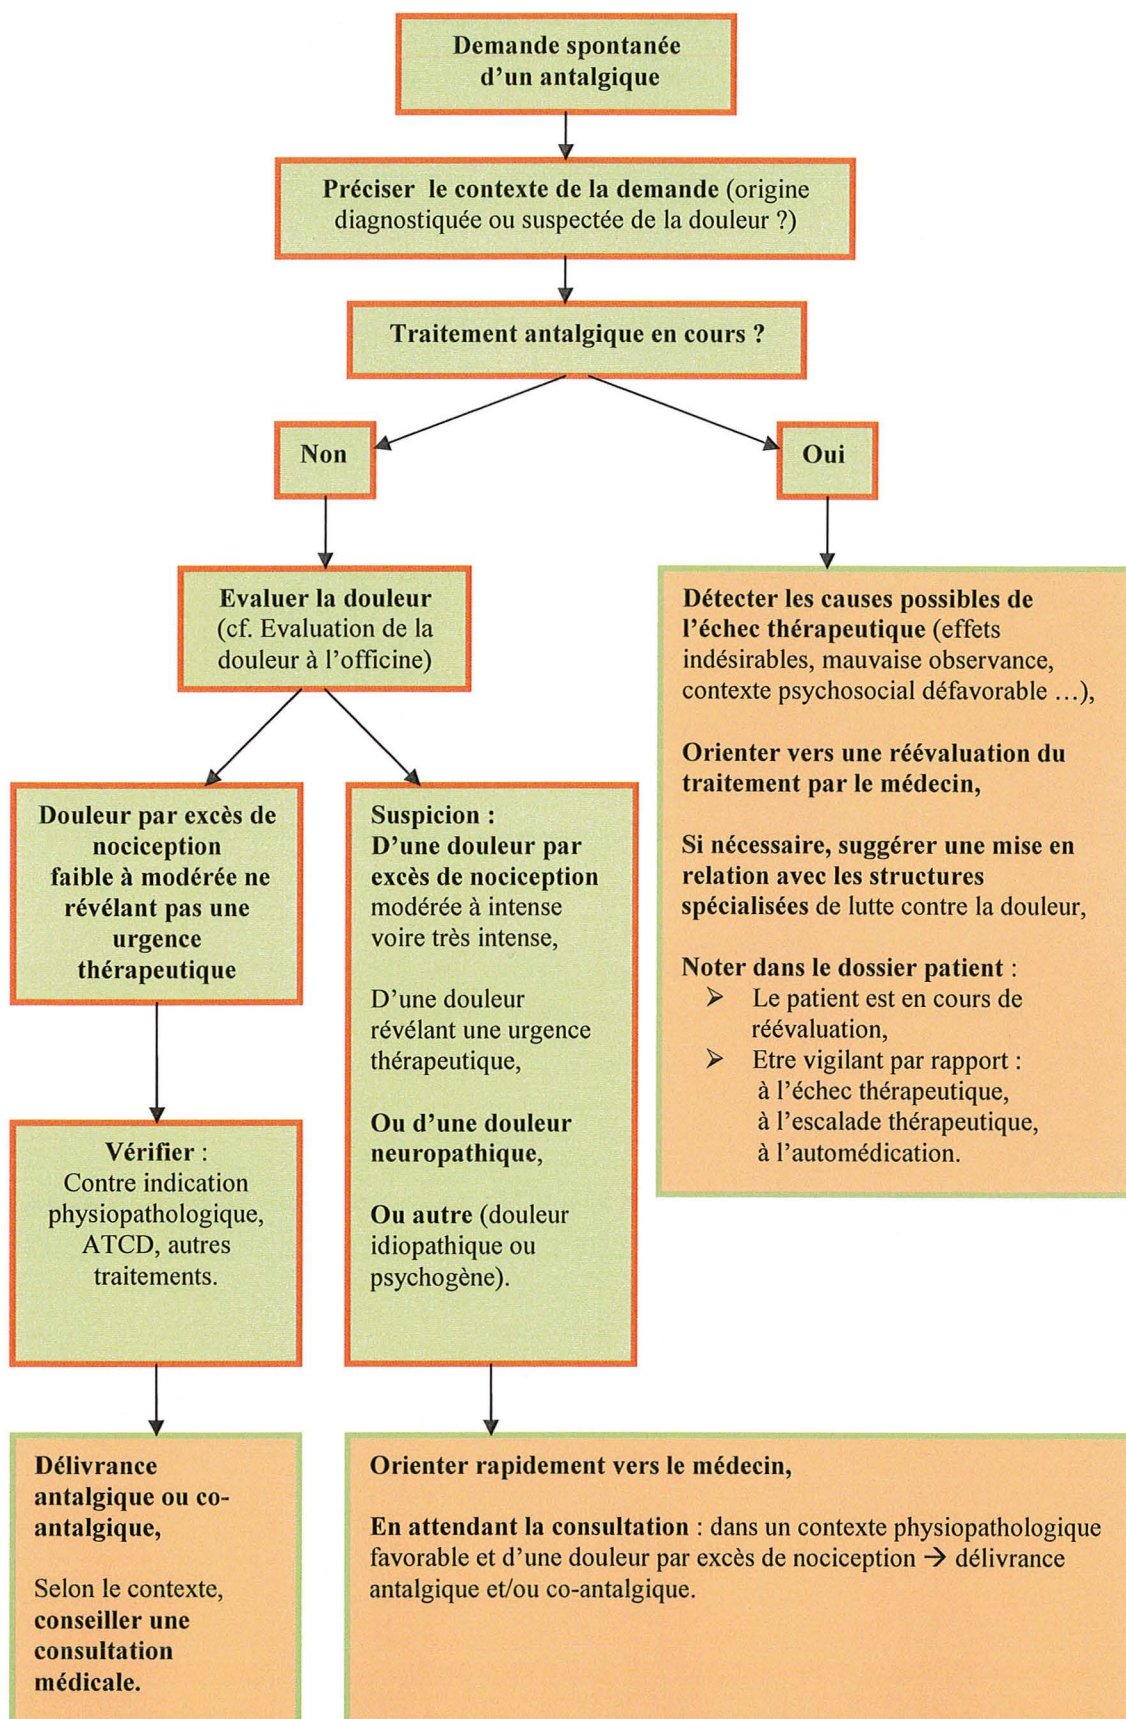 Demande spontanée
d’un antalgique
Préciser le contexte de la demande (origine
diagnostiquée ou suspectée de la douleur ?)
Traitement antalgique en cours ?
Non
Oui
Evaluer la douleur
(cf. Evaluation de la
douleur à l’officine)
Détecter les causes possibles de
l’échec thérapeutique (effets
indésirables, mauvaise observance,
contexte psychosocial défavorable …),
Orienter vers une réévaluation du
traitement par le médecin,
Si nécessaire, suggérer une mise en
relation avec les structures
spécialisées de lutte contre la douleur,
Noter dans le dossier patient :
➢ Le patient est en cours de
réévaluation,
➢ Etre vigilant par rapport :
à l’échec thérapeutique,
à l’escalade thérapeutique,
à l’automédication.
Douleur par excès de
nociception
faible à modérée ne
révélant pas une
urgence
thérapeutique
Suspicion :
D’une douleur par
excès de nociception
modérée à intense
voire très intense,
D’une douleur
révélant une urgence
thérapeutique,
Ou d’une douleur
neuropathique,
Ou autre (douleur
idiopathique ou
psychogène).
Vérifier :
Contre indication
physiopathologique,
ATCD, autres
traitements.
Délivrance
antalgique ou co-
antalgique,
Selon le contexte,
conseiller une
consultation
médicale.
Orienter rapidement vers le médecin,
En attendant la consultation : dans un contexte physiopathologique
favorable et d’une douleur par excès de nociception → délivrance
antalgique et/ou co-antalgique.